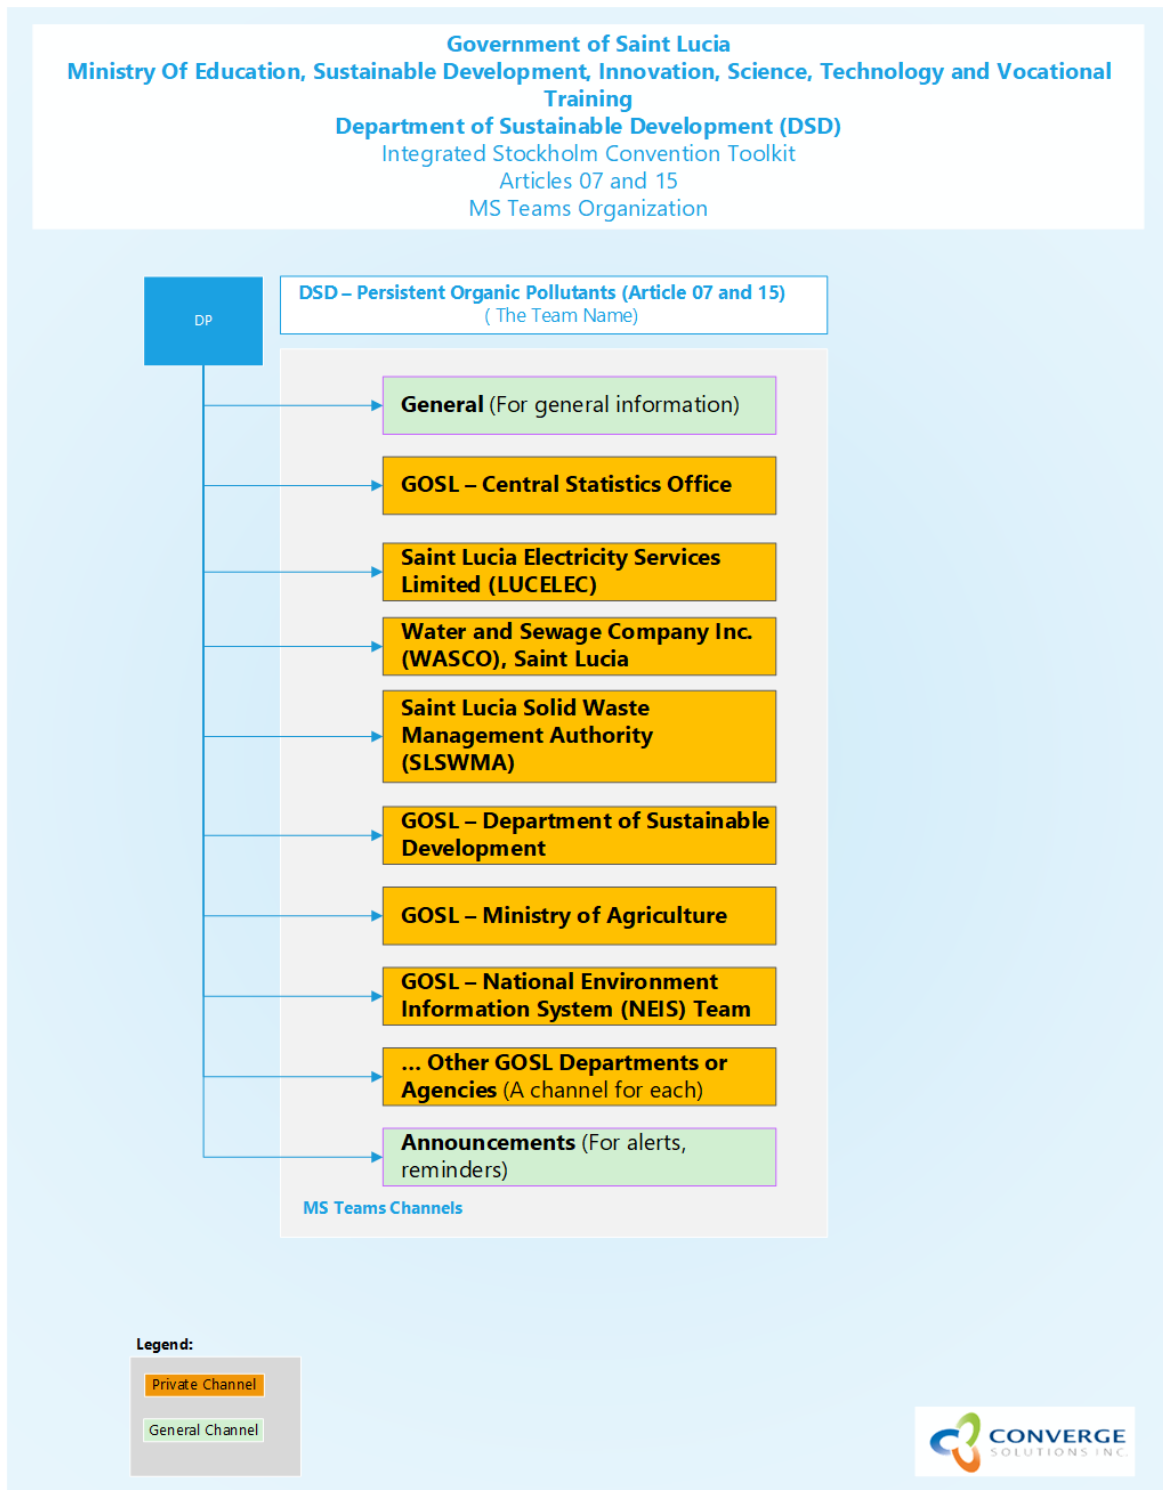 Government of Saint Lucia
Ministry Of Education, Sustainable Development, Innovation, Science, Technology and Vocational
Training
Department of Sustainable Development (DSD)
Integrated Stockholm Convention Toolkit
Articles 07 and 15
MS Teams Organization
DP
DSD – Persistent Organic Pollutants (Article 07 and 15)
( The Team Name)
General (For general information)
GOSL – Central Statistics Office
Saint Lucia Electricity Services
Limited (LUCELEC)
Water and Sewage Company Inc.
(WASCO), Saint Lucia
Saint Lucia Solid Waste
Management Authority
(SLSWMA)
GOSL – Department of Sustainable
Development
GOSL – Ministry of Agriculture
GOSL – National Environment
Information System (NEIS) Team
... Other GOSL Departments or
Agencies (A channel for each)
Announcements (For alerts,
reminders)
MS Teams Channels
Legend:
Private Channel
General Channel
CONVERGE
SOLUTIONS INC.